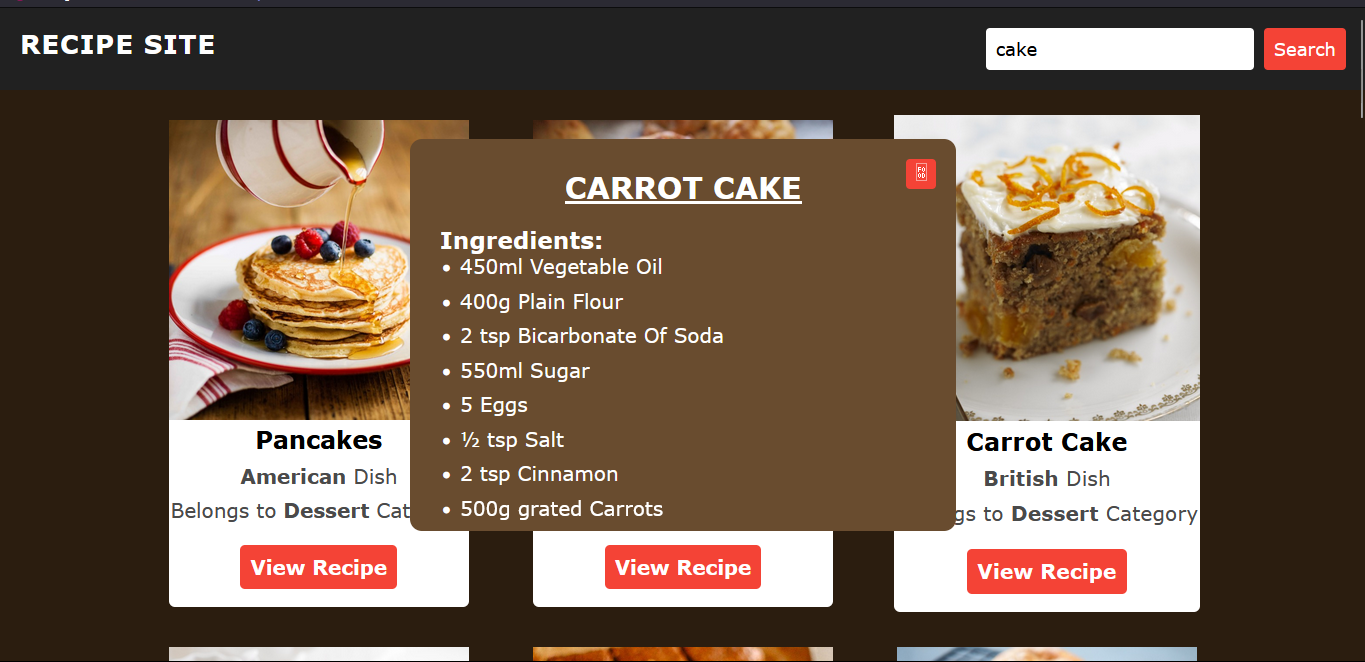 RECIPE SITE
cake
Search
CARROT CAKE
Ingredients:
• 450ml Vegetable Oil
• 400g Plain Flour
• 2 tsp Bicarbonate Of Soda
• 550ml Sugar
• 5 Eggs
• ½ tsp Salt
• 2 tsp Cinnamon
• 500g grated Carrots
Pancakes
American Dish
Belongs to Dessert Cat
View Recipe
View Recipe
Carrot Cake
British Dish
gs to Dessert Category
View Recipe